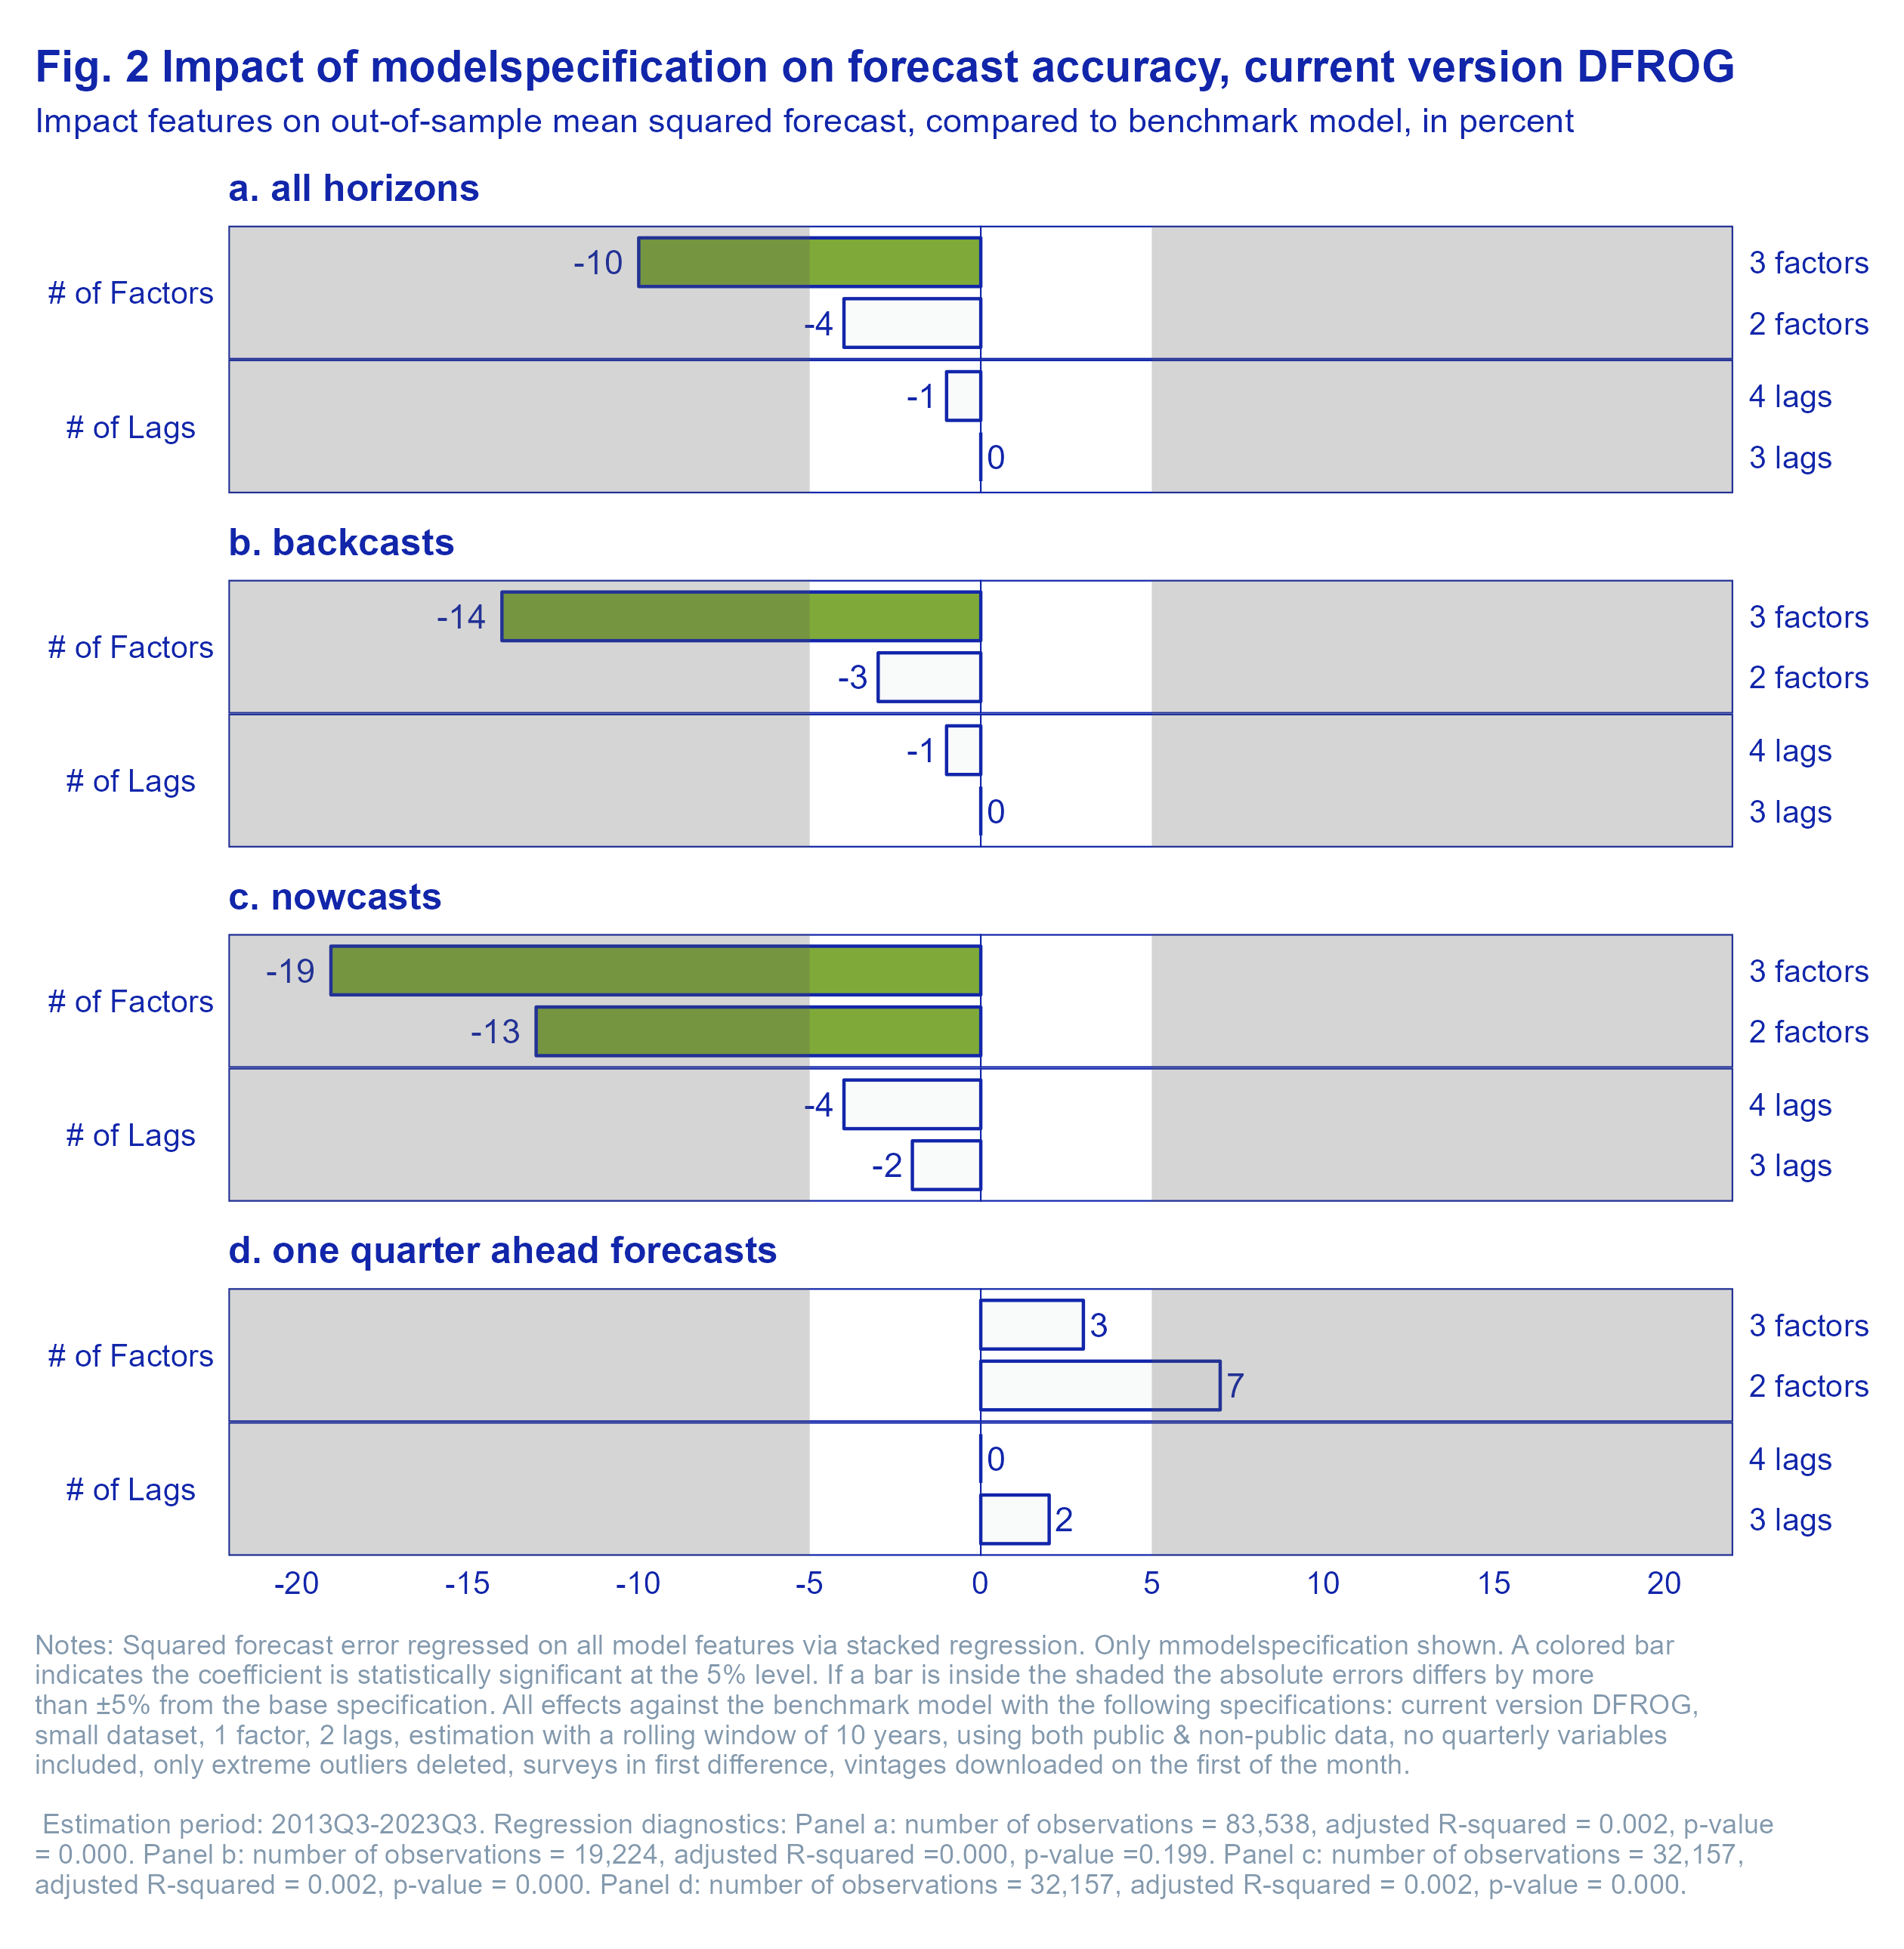 Fig. 2 Impact of modelspecification on forecast accuracy, current version DFROG
Impact features on out-of-sample mean squared forecast, compared to benchmark model, in percent
a. all horizons
# of Factors
-10
3 factors
-4
2 factors
# of Lags
-1
4 lags
0
3 lags
b. backcasts
# of Factors
-14
3 factors
-3
2 factors
# of Lags
-1
4 lags
0
3 lags
c. nowcasts
# of Factors
-19
3 factors
-13
2 factors
# of Lags
-4
4 lags
-2
3 lags
d. one quarter ahead forecasts
# of Factors
3
3 factors
7
2 factors
# of Lags
0
4 lags
2
3 lags
-20 -15 -10 -5 0 5 10 15 20
Notes: Squared forecast error regressed on all model features via stacked regression. Only mmodelspecification shown. A colored bar
indicates the coefficient is statistically significant at the 5% level. If a bar is inside the shaded the absolute errors differs by more
than ±5% from the base specification. All effects against the benchmark model with the following specifications: current version DFROG,
small dataset, 1 factor, 2 lags, estimation with a rolling window of 10 years, using both public & non-public data, no quarterly variables
included, only extreme outliers deleted, surveys in first difference, vintages downloaded on the first of the month.
Estimation period: 2013Q3-2023Q3. Regression diagnostics: Panel a: number of observations = 83,538, adjusted R-squared = 0.002, p-value
= 0.000. Panel b: number of observations = 19,224, adjusted R-squared =0.000, p-value =0.199. Panel c: number of observations = 32,157,
adjusted R-squared = 0.002, p-value = 0.000. Panel d: number of observations = 32,157, adjusted R-squared = 0.002, p-value = 0.000.